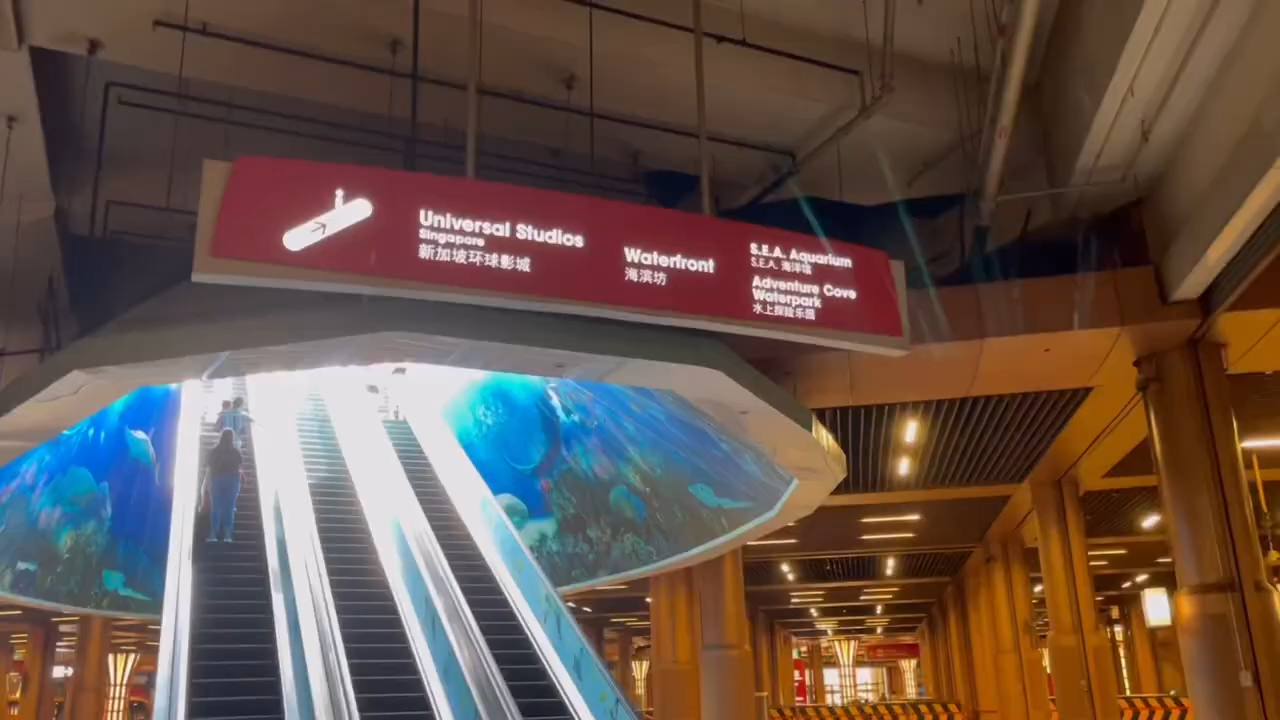 Universal Studios
Singapore
新加坡环球影城
Waterfront
海滨坊
S.E.A. Aquarium
S.E.A. 海洋馆
Adventure Cove
Waterpark
水上探险乐园